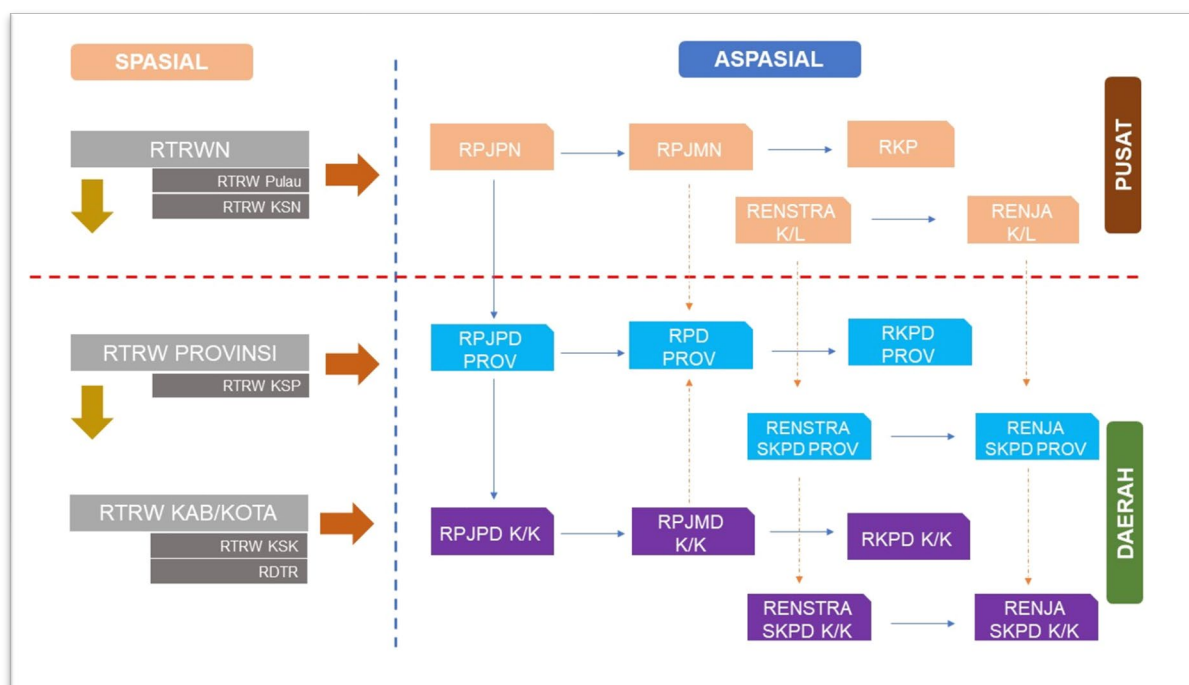 SPASIAL
ASPASIAL
PUSAT
RTRWN
RTRW Pulau
RTRW KSN
RPJPN
RPJMN
RKP
RENSTRA
K/L
RENJA
K/L
RTRW PROVINSI
RTRW KSP
RPJPD
PROV
RPD
PROV
RKPD
PROV
RENSTRA
SKPD PROV
RENJA
SKPD PROV
DAERAH
RTRW KAB/KOTA
RTRW KSK
RDTR
RPJPD K/K
RPJMD
K/K
RKPD K/K
RENSTRA
SKPD K/K
RENJA
SKPD K/K